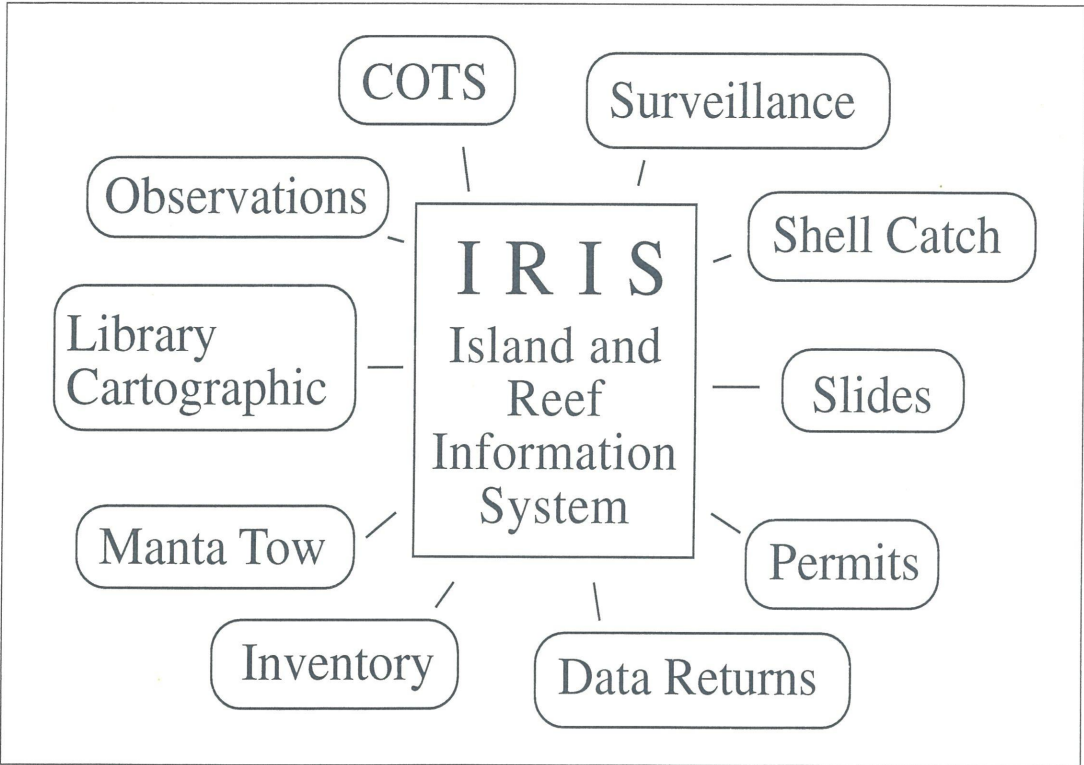 COTS
Surveillance
Observations
Shell Catch
I R I S
Island and
Reef
Information
System
Library
Cartographic
Slides
Manta Tow
Permits
Inventory
Data Returns